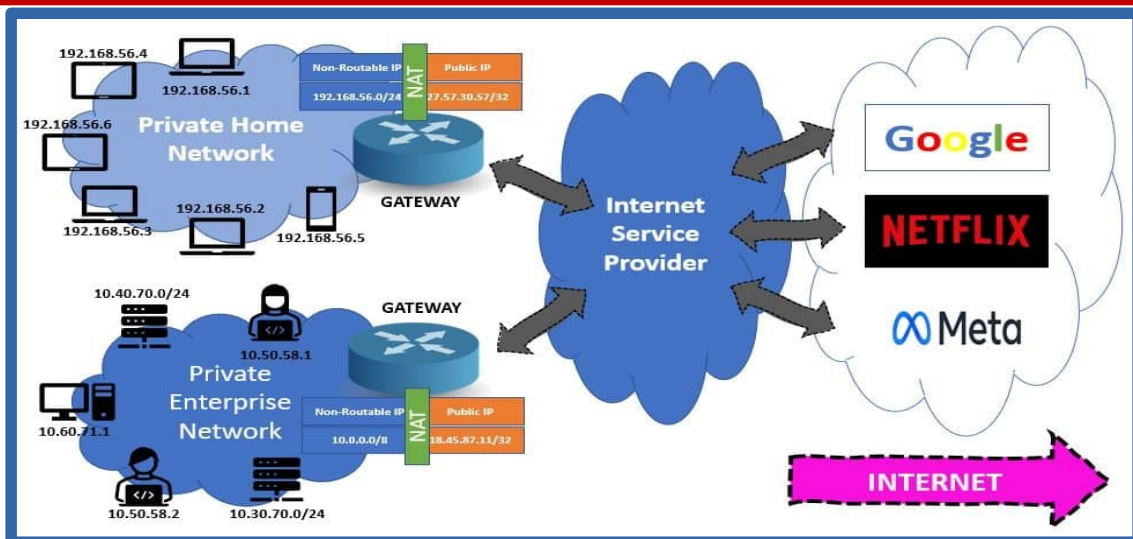 192.168.56.4
192.168.56.1
192.168.56.6
Private Home
Network
192.168.56.3
192.168.56.2
192.168.56.5
Non-Routable IP
NAT
Public IP
192.168.56.0/24
27.57.30.57/32
GATEWAY
Internet
Service
Provider
Google
NETFLIX
Meta
10.40.70.0/24
</>
10.50.58.1
GATEWAY
Private
Enterprise
Network
10.60.71.1
</>
10.50.58.2
10.30.70.0/24
Non-Routable IP
NAT
Public IP
10.0.0.0/8
18.45.87.11/32
INTERNET